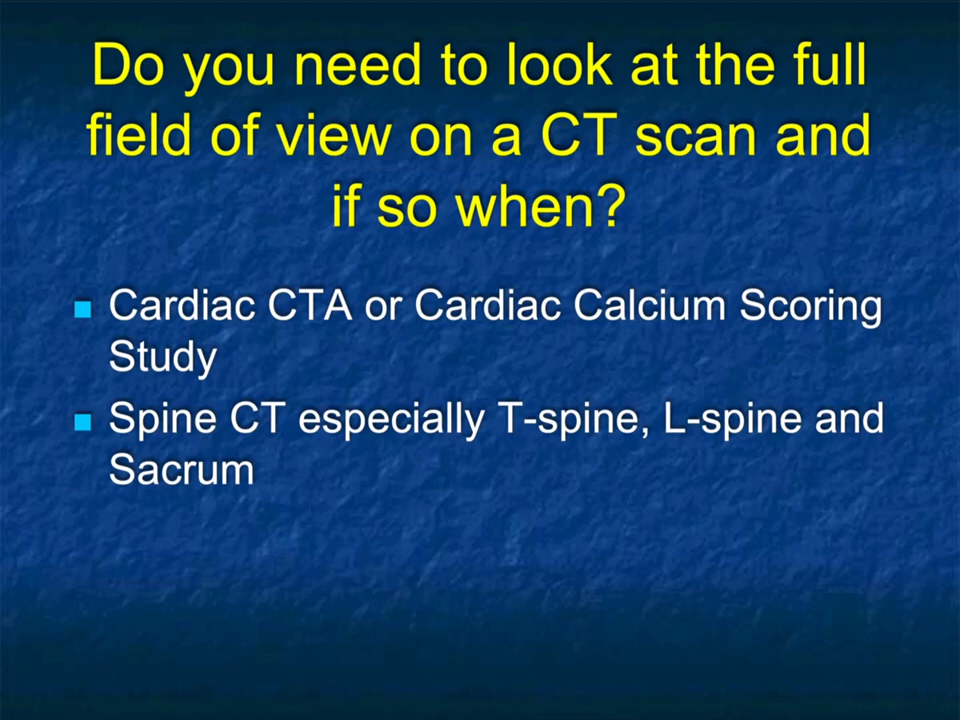 Do you need to look at the full
field of view on a CT scan and
if so when?
Cardiac CTA or Cardiac Calcium Scoring
Study
Spine CT especially T-spine, L-spine and
Sacrum